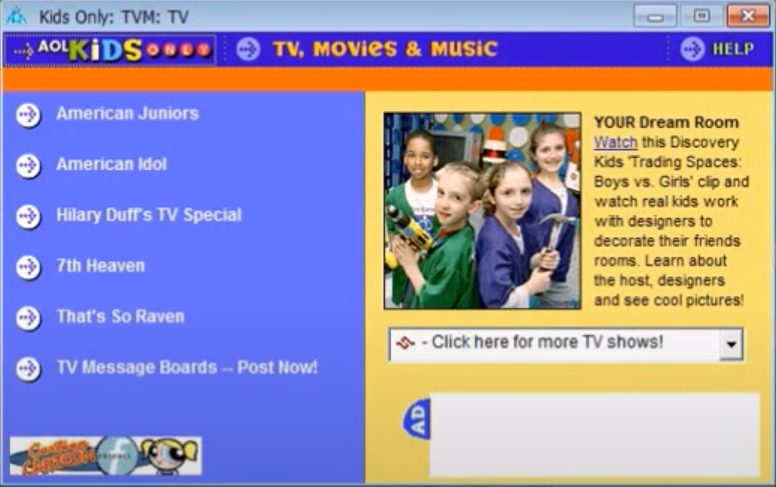 Kids Only: TVM: TV
AOL KiDS ONLY
TV, MOVIES & MUSIC
HELP
American Juniors
American Idol
Hilary Duff's TV Special
7th Heaven
That's So Raven
TV Message Boards -- Post Now!
Cartoon
CARTOON
f
YOUR Dream Room
Watch this Discovery
Kids 'Trading Spaces:
Boys vs. Girls' clip and
watch real kids work
with designers to
decorate their friends
rooms. Learn about
the host, designers
and see cool pictures!
Discovery
- Click here for more TV shows!
AD